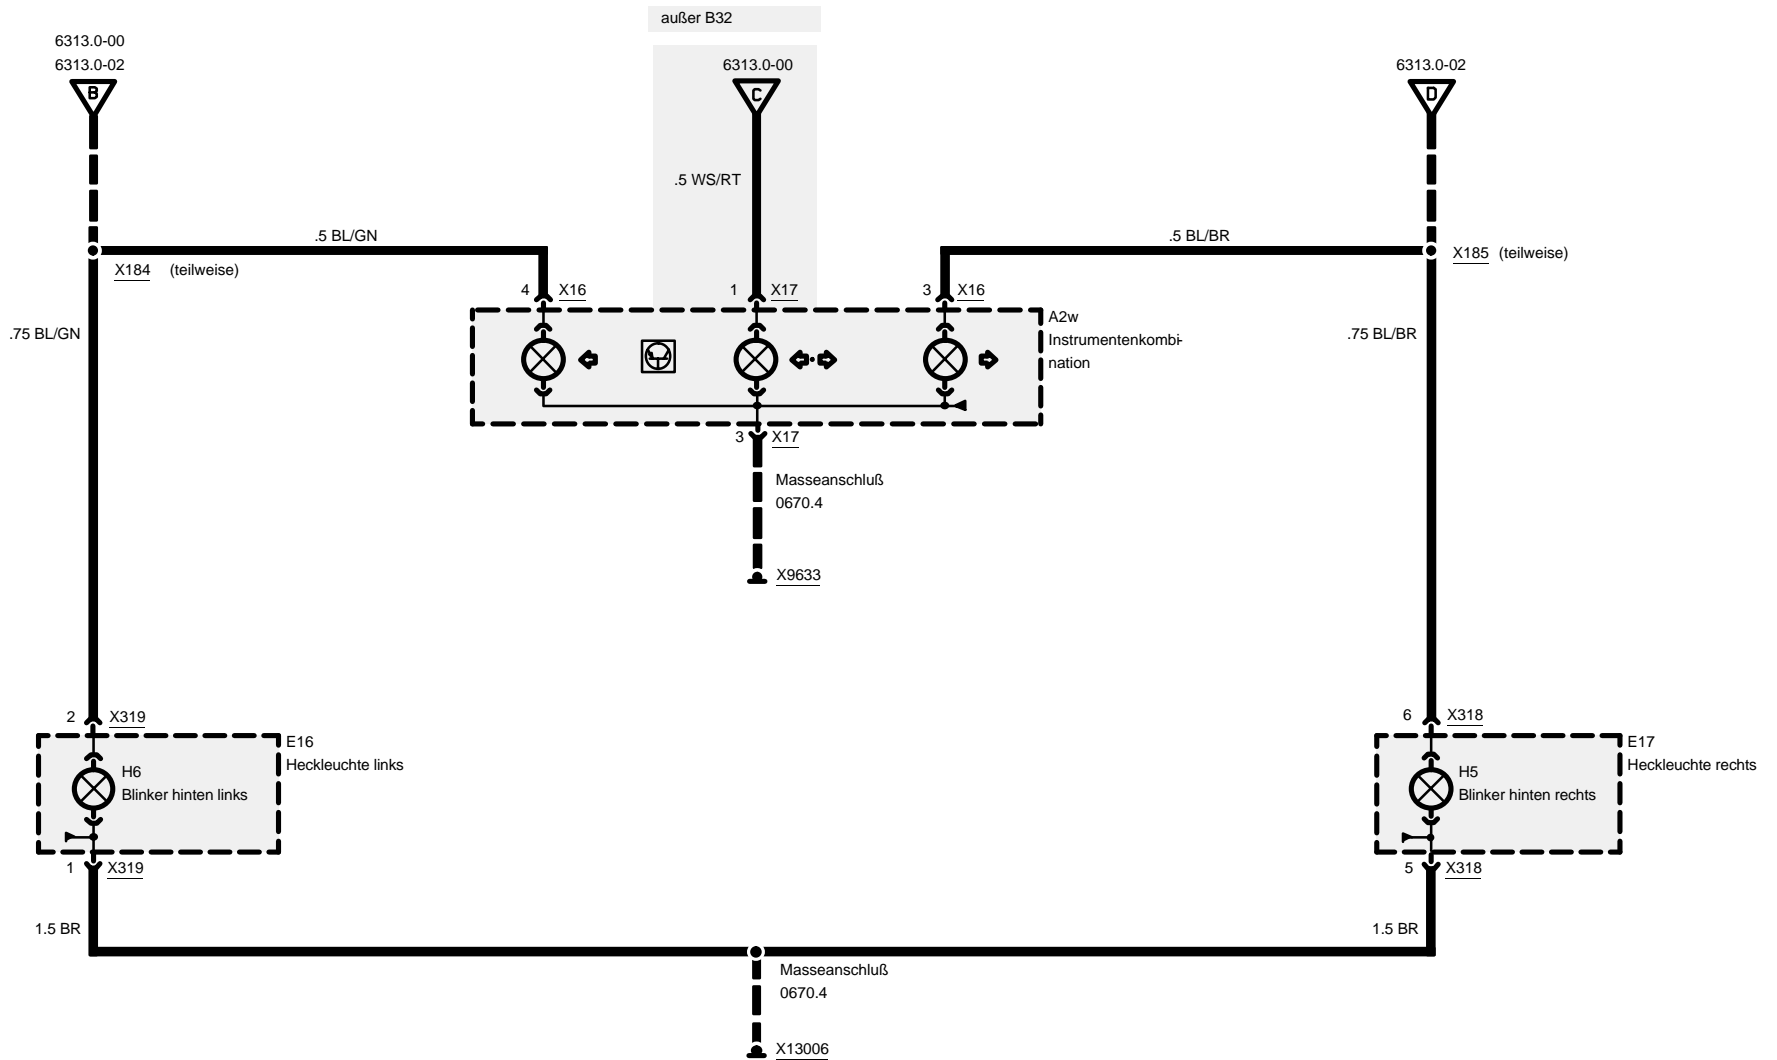 außer B32
6313.0-00
6313.0-02
B
6313.0-00
C
6313.0-02
D
.5 WS/RT
.5 BL/GN
.5 BL/BR
X184 (teilweise)
X185 (teilweise)
4 X16
1 X17
3 X16
A2w
Instrumentenkombi-
nation
.75 BL/GN
.75 BL/BR
3 X17
Masseanschluß
0670.4
X9633
2 X319
6 X318
E16
Heckleuchte links
H6
Blinker hinten links
E17
Heckleuchte rechts
H5
Blinker hinten rechts
1 X319
5 X318
1.5 BR
1.5 BR
Masseanschluß
0670.4
X13006